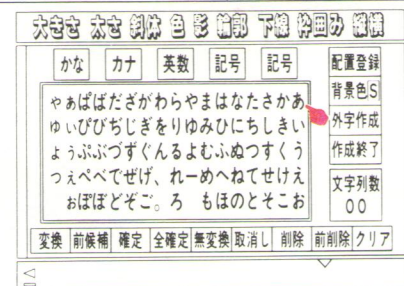 大きさ 太さ 斜体 色 影 輪郭 下線 枠囲み 縦横
かな カナ 英数 記号 記号
ゃぁぱばだざがわらやまはなたさかあ
ゅぃぴびぢじぎをりゆみひにちしきい
ょぅぷぶづずぐんるよむふぬつすくう
っぇぺべでぜげ、れーめへねてせけえ
ぉぽぼどぞご。ろ もほのとそこお
配置登録
背景色S
外字作成
作成終了
文字列数
00
変換 前候補 確定 全確定 無変換 取消し 削除 前削除 クリア